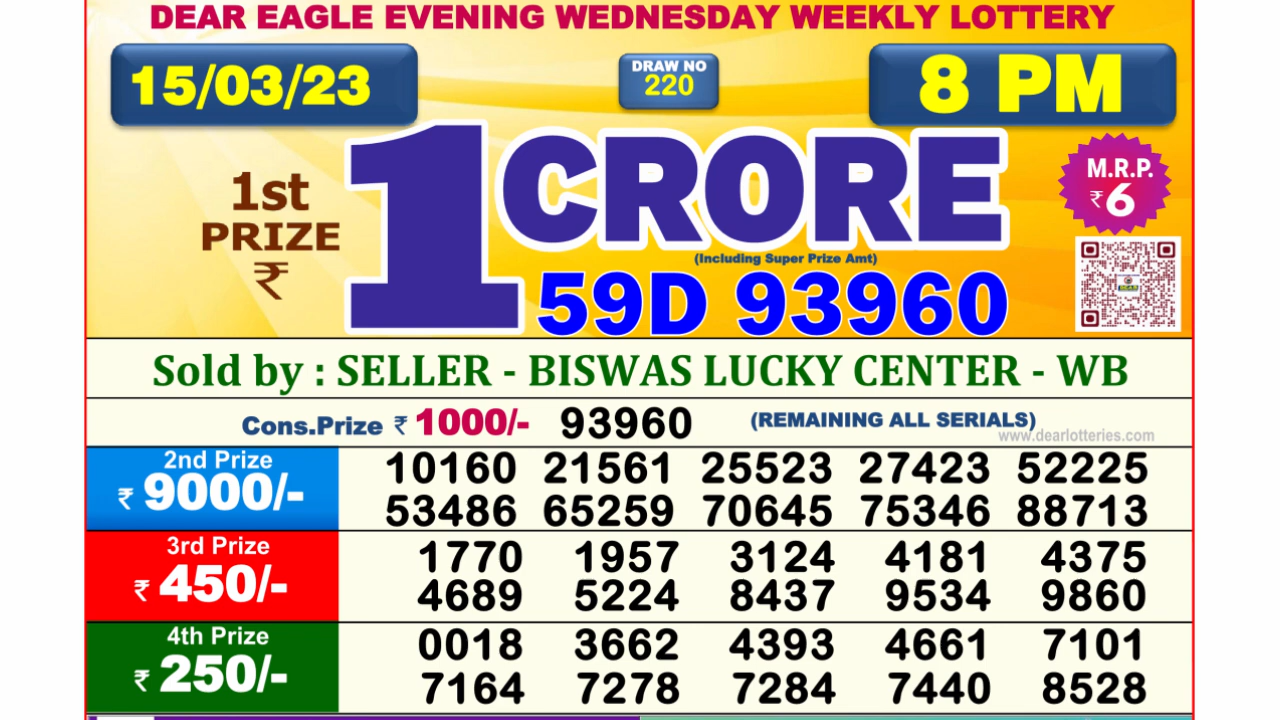 DEAR EAGLE EVENING WEDNESDAY WEEKLY LOTTERY
15/03/23
DRAW NO
220
8 PM
1st
PRIZE
₹
1 CRORE
(Including Super Prize Amt)
59D 93960
M.R.P.
₹ 6
Sold by : SELLER - BISWAS LUCKY CENTER - WB
Cons.Prize ₹ 1000/- 93960 (REMAINING ALL SERIALS)
www.dearlotteries.com
2nd Prize
₹ 9000/-
10160 21561 25523 27423 52225
53486 65259 70645 75346 88713
3rd Prize
₹ 450/-
1770 1957 3124 4181 4375
4689 5224 8437 9534 9860
4th Prize
₹ 250/-
0018 3662 4393 4661 7101
7164 7278 7284 7440 8528